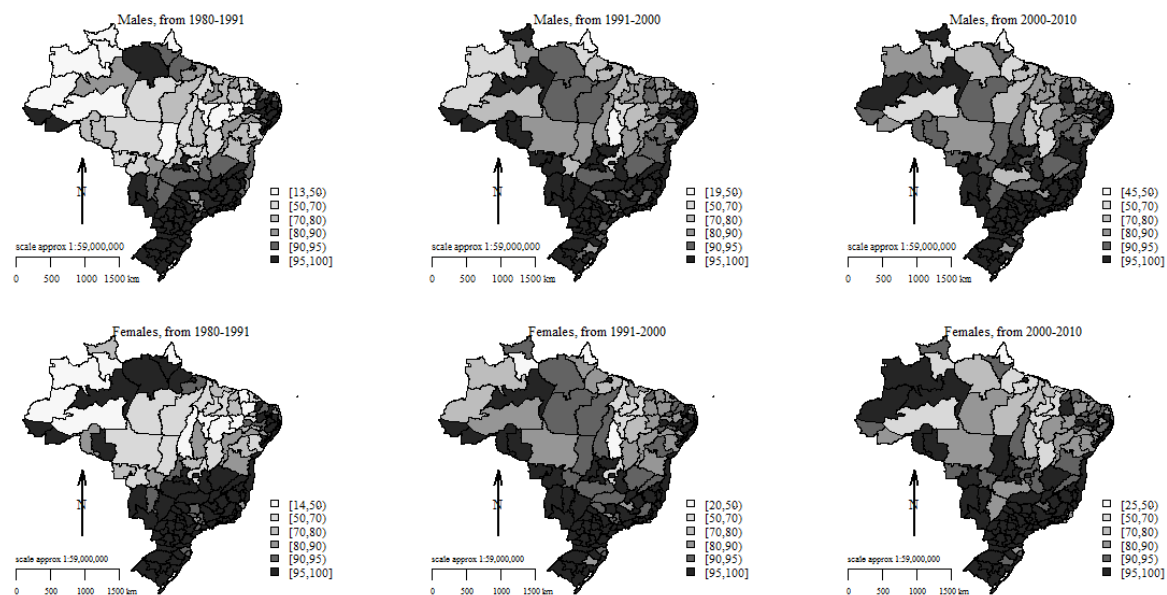 Males, from 1980-1991
N
[13,50)
[50,70)
[70,80)
[80,90)
[90,95)
[95,100]
scale approx 1:59,000,000
0 500 1000 1500 km
Males, from 1991-2000
N
[19,50)
[50,70)
[70,80)
[80,90)
[90,95)
[95,100]
scale approx 1:59,000,000
0 500 1000 1500 km
Males, from 2000-2010
N
[45,50)
[50,70)
[70,80)
[80,90)
[90,95)
[95,100]
scale approx 1:59,000,000
0 500 1000 1500 km
Females, from 1980-1991
N
[14,50)
[50,70)
[70,80)
[80,90)
[90,95)
[95,100]
scale approx 1:59,000,000
0 500 1000 1500 km
Females, from 1991-2000
N
[20,50)
[50,70)
[70,80)
[80,90)
[90,95)
[95,100]
scale approx 1:59,000,000
0 500 1000 1500 km
Females, from 2000-2010
N
[25,50)
[50,70)
[70,80)
[80,90)
[90,95)
[95,100]
scale approx 1:59,000,000
0 500 1000 1500 km